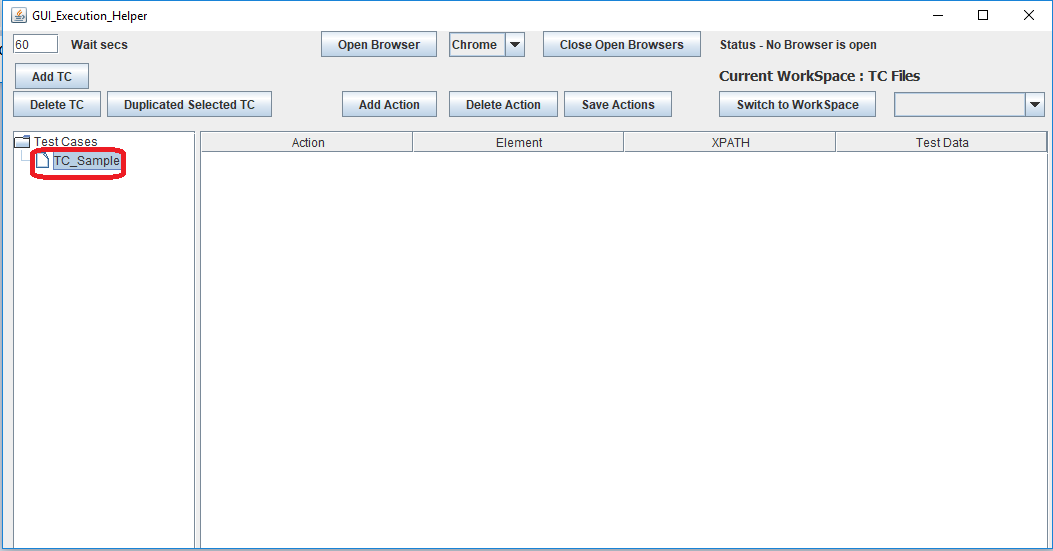 GUI_Execution_Helper
60 Wait secs Open Browser Chrome Close Open Browsers Status - No Browser is open
Add TC Current WorkSpace : TC Files
Delete TC Duplicated Selected TC Add Action Delete Action Save Actions Switch to WorkSpace
Test Cases Action Element XPATH Test Data
TC_Sample